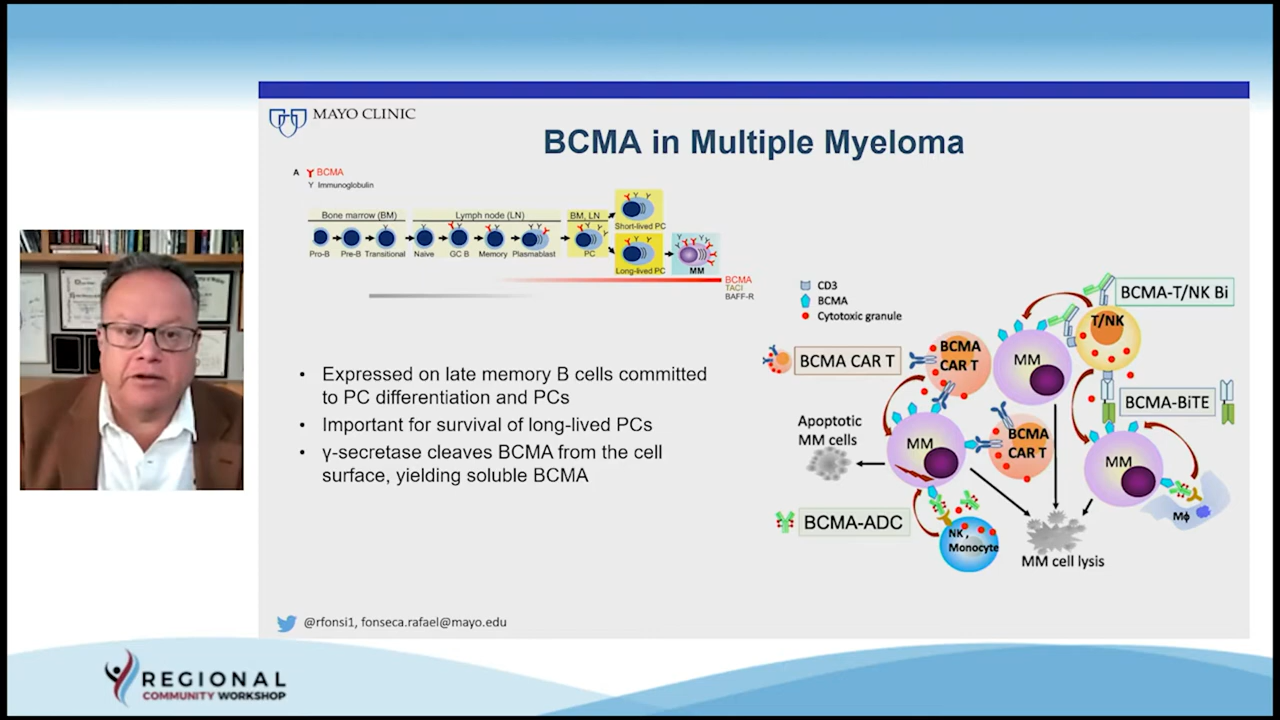 MAYO CLINIC
BCMA in Multiple Myeloma
A
BCMA
Immunoglobulin
Bone marrow (BM)
Lymph node (LN)
BM, LN
Short-lived PC
Pro-B
Pre-B
Transitional
Naive
GC B
Memory
Plasmablast
PC
Long-lived PC
MM
BCMA
TACI
BAFF-R
• Expressed on late memory B cells committed
to PC differentiation and PCs
• Important for survival of long-lived PCs
• γ-secretase cleaves BCMA from the cell
surface, yielding soluble BCMA
CD3
BCMA
Cytotoxic granule
BCMA-T/NK Bi
T/NK
BCMA CAR T
BCMA
CAR T
MM
BCMA-BiTE
Apoptotic
MM cells
MM
BCMA
CAR T
MM
BCMA-ADC
NK,
Monocyte
Mɸ
MM cell lysis
@rfonsi1, fonseca.rafael@mayo.edu
REGIONAL
COMMUNITY WORKSHOP